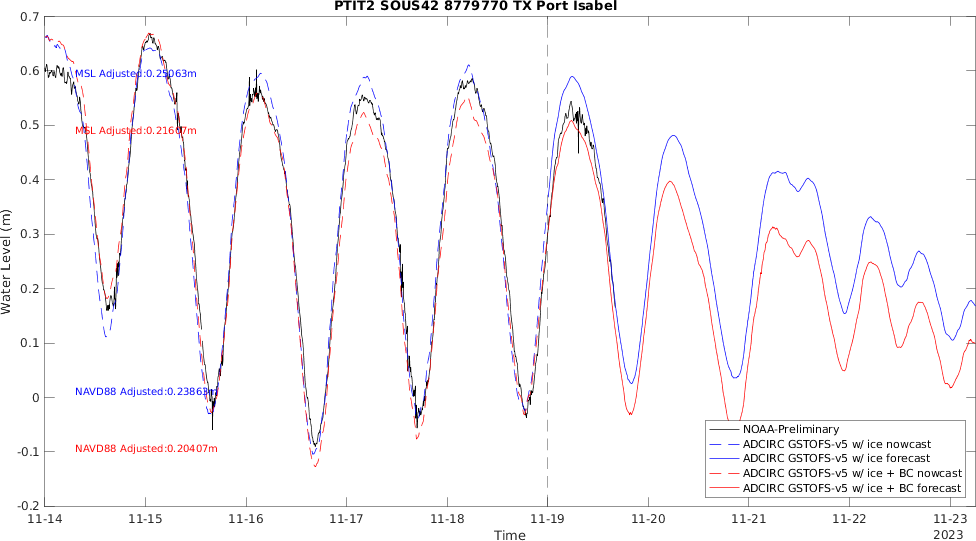 PTIT2 SOUS42 8779770 TX Port Isabel
0.7
0.6
0.5
0.4
0.3
0.2
0.1
0
-0.1
-0.2
Water Level (m)
MSL Adjusted:0.25063m
MSL Adjusted:0.21607m
NAVD88 Adjusted:0.23863m
NAVD88 Adjusted:0.20407m
NOAA-Preliminary
ADCIRC GSTOFS-v5 w/ ice nowcast
ADCIRC GSTOFS-v5 w/ ice forecast
ADCIRC GSTOFS-v5 w/ ice + BC nowcast
ADCIRC GSTOFS-v5 w/ ice + BC forecast
11-14 11-15 11-16 11-17 11-18 11-19 11-20 11-21 11-22 11-23
Time
2023